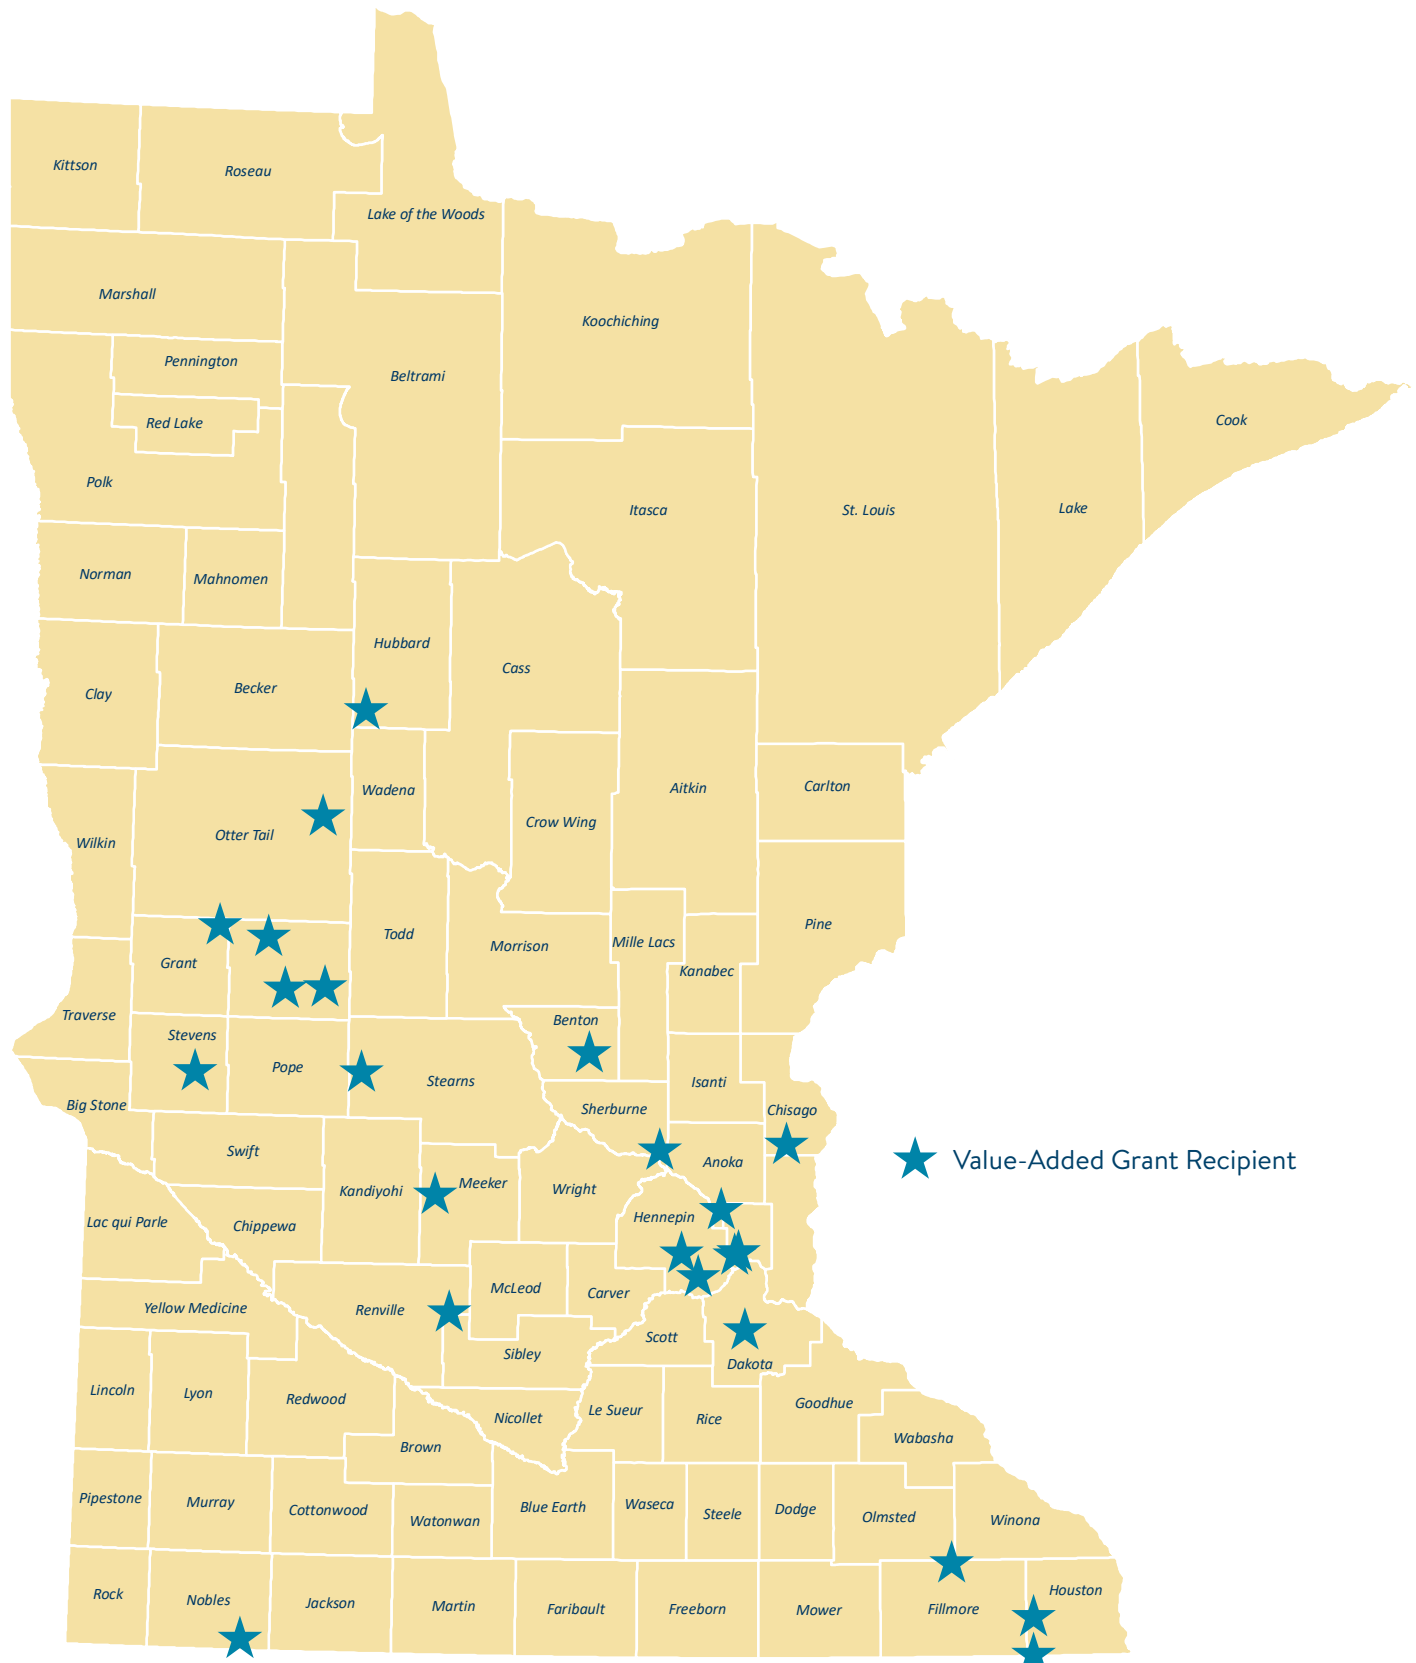 Kittson
Roseau
Lake of the Woods
Marshall
Koochiching
Pennington
Beltrami
Red Lake
Cook
Polk
Itasca
St. Louis
Lake
Norman
Mahnomen
Hubbard
Cass
Clay
Becker
Wadena
Aitkin
Carlton
Crow Wing
Otter Tail
Wilkin
Pine
Todd
Mille Lacs
Morrison
Grant
Kanabec
Traverse
Benton
Stevens
Pope
Stearns
Isanti
Big Stone
Sherburne
Chisago
Swift
Anoka
Value-Added Grant Recipient
Kandiyohi
Meeker
Wright
Hennepin
Lac qui Parle
Chippewa
McLeod
Carver
Yellow Medicine
Renville
Scott
Sibley
Dakota
Lincoln
Lyon
Redwood
Goodhue
Le Sueur
Nicollet
Rice
Wabasha
Brown
Pipestone
Murray
Cottonwood
Watonwan
Blue Earth
Waseca
Steele
Dodge
Olmsted
Winona
Rock
Nobles
Jackson
Martin
Faribault
Freeborn
Mower
Fillmore
Houston